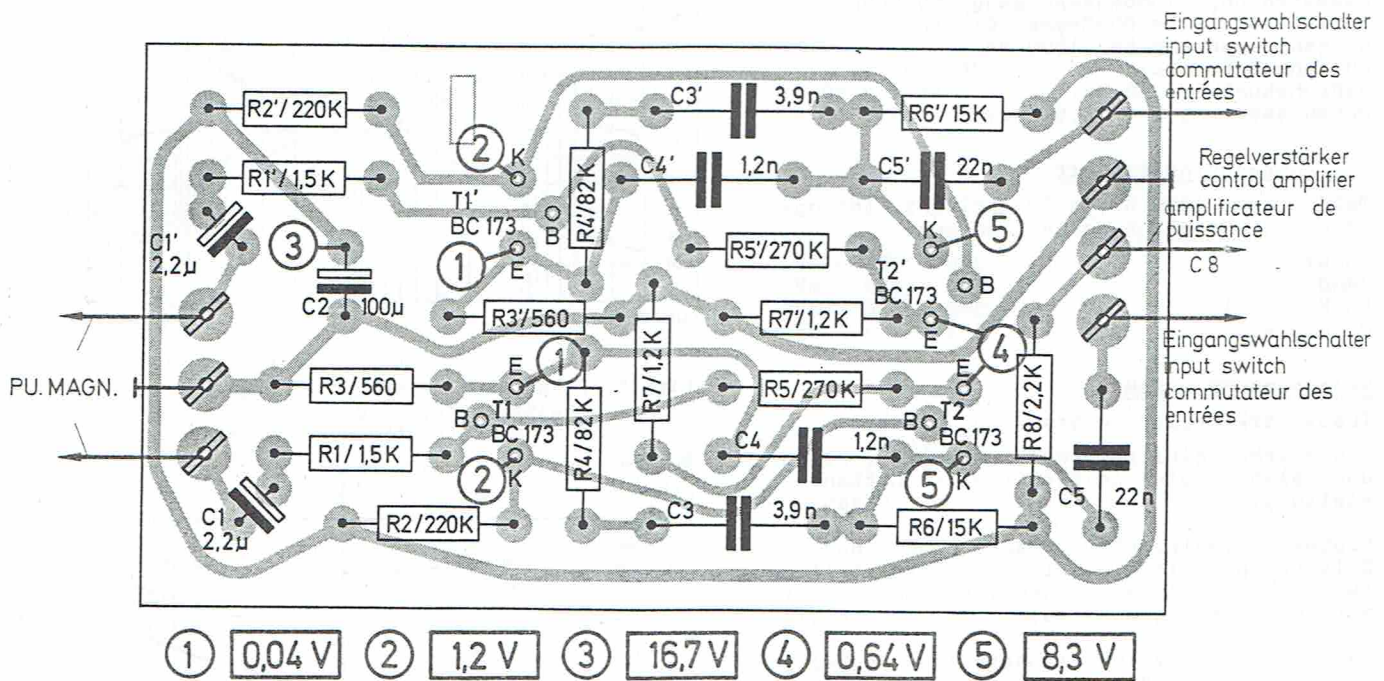 Eingangswahlschalter
input switch
commutateur des
entrées
R2'/220K
C3'
3,9n
R6'/15K
2
K
R1'/1,5K
T1'
BC 173
B
R4'/82K
C4'
1,2n
C5'
22n
Regelverstärker
control amplifier
amplificateur de
puissance
C 8
C1'
2,2µ
3
1
E
R5'/270 K
K
5
T2'
BC 173
B
C2
100µ
R3'/560
R7'/1,2K
E
4
PU. MAGN.
R3/560
E
1
R7/1,2K
R5/270K
E
R8/2,2K
Eingangswahlschalter
input switch
commutateur des
entrées
B
T1
BC 173
R4/82K
B
T2
BC 173
R1/1,5K
2
K
C4
1,2n
5
K
C5
22n
C1
2,2µ
R2/220K
C3
3,9n
R6/15K
1 0,04 V 2 1,2 V 3 16,7 V 4 0,64 V 5 8,3 V